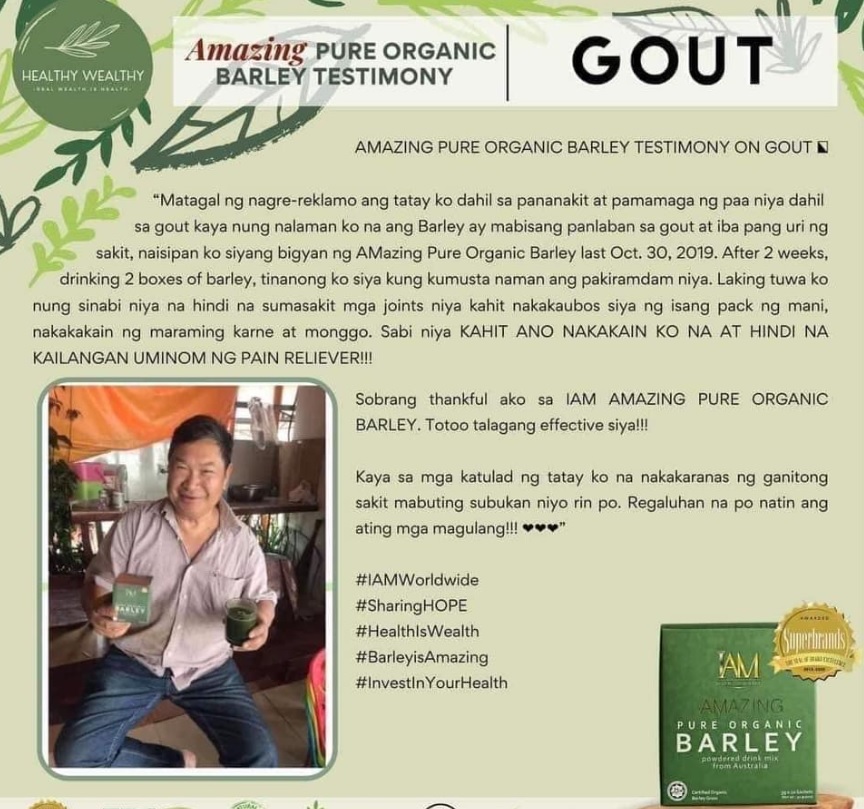 HEALTHY WEALTHY
-REAL WEALTH IS HEALTH-
Amazing PURE ORGANIC
BARLEY TESTIMONY
GOUT
AMAZING PURE ORGANIC BARLEY TESTIMONY ON GOUT
“Matagal ng nagre-reklamo ang tatay ko dahil sa pananakit at pamamaga ng paa niya dahil
sa gout kaya nung nalaman ko na ang Barley ay mabisang panlaban sa gout at iba pang uri ng
sakit, naisipan ko siyang bigyan ng AMazing Pure Organic Barley last Oct. 30, 2019. After 2 weeks,
drinking 2 boxes of barley, tinanong ko siya kung kumusta naman ang pakiramdam niya. Laking tuwa ko
nung sinabi niya na hindi na sumasakit mga joints niya kahit nakakaubos siya ng isang pack ng mani,
nakakakain ng maraming karne at monggo. Sabi niya KAHIT ANO NAKAKAIN KO NA AT HINDI NA
KAILANGAN UMINOM NG PAIN RELIEVER!!!
Sobrang thankful ako sa IAM AMAZING PURE ORGANIC
BARLEY. Totoo talagang effective siya!!!
Kaya sa mga katulad ng tatay ko na nakakaranas ng ganitong
sakit mabuting subukan niyo rin po. Regaluhan na po natin ang
ating mga magulang!!! ❤❤❤”
#IAMWorldwide
#SharingHOPE
#HealthIsWealth
#BarleyisAmazing
#InvestInYourHealth
IAM
BARLEY
AWARDED
Superbrands
IAM
AMAZING
PURE ORGANIC
BARLEY
powdered drink mix
from Australia
Certified Organic
Barley Grass